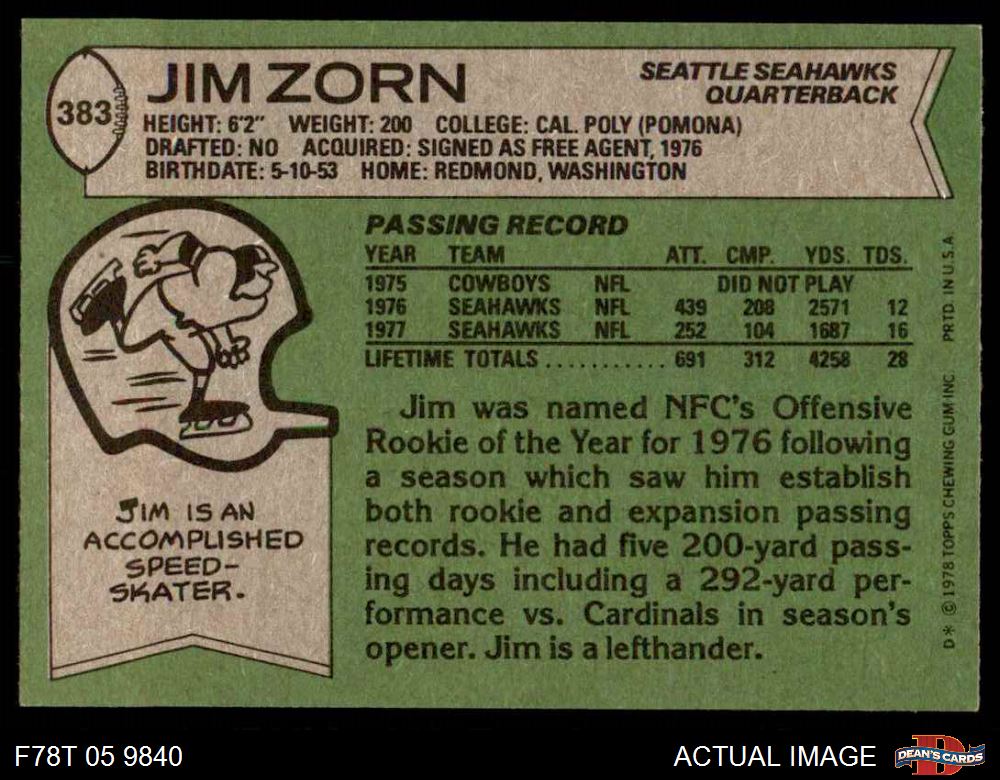 383
JIM ZORN
SEATTLE SEAHAWKS
QUARTERBACK
HEIGHT: 6'2" WEIGHT: 200 COLLEGE: CAL. POLY (POMONA)
DRAFTED: NO ACQUIRED: SIGNED AS FREE AGENT, 1976
BIRTHDATE: 5-10-53 HOME: REDMOND, WASHINGTON
PASSING RECORD
YEAR TEAM ATT. CMP. YDS. TDS.
1975 COWBOYS NFL DID NOT PLAY
1976 SEAHAWKS NFL 439 208 2571 12
1977 SEAHAWKS NFL 252 104 1687 16
LIFETIME TOTALS ........... 691 312 4258 28
Jim was named NFC's Offensive
Rookie of the Year for 1976 following
a season which saw him establish
both rookie and expansion passing
records. He had five 200-yard pass-
ing days including a 292-yard per-
formance vs. Cardinals in season's
opener. Jim is a lefthander.
JIM IS AN
ACCOMPLISHED
SPEED-
SKATER.
D* © 1978 TOPPS CHEWING GUM INC. PRTD. IN U.S.A.
F78T 05 9840
ACTUAL IMAGE
D
DEAN'S CARDS